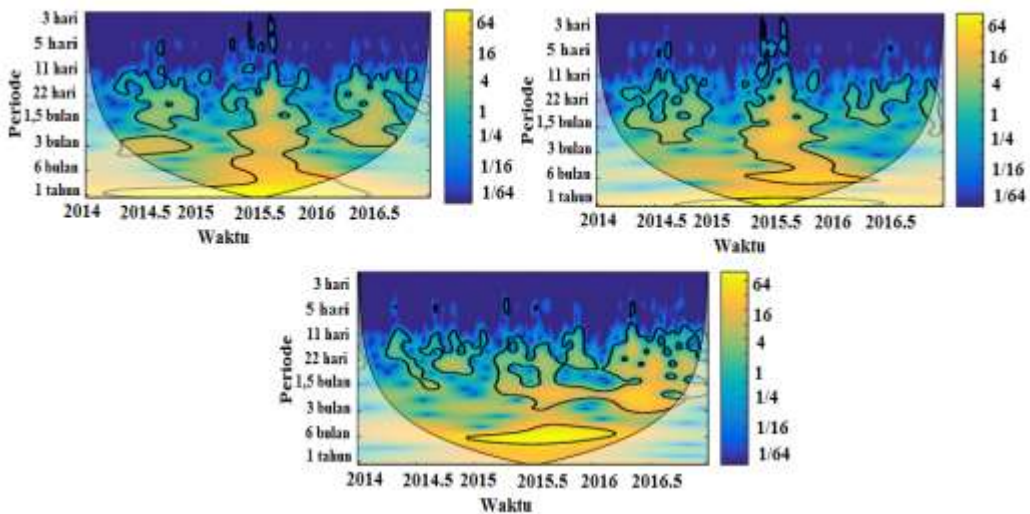 3 hari
5 hari
11 hari
22 hari
1,5 bulan
3 bulan
6 bulan
1 tahun
Periode
2014 2014.5 2015 2015.5 2016 2016.5
Waktu
64
16
4
1
1/4
1/16
1/64
3 hari
5 hari
11 hari
22 hari
1,5 bulan
3 bulan
6 bulan
1 tahun
Periode
2014 2014.5 2015 2015.5 2016 2016.5
Waktu
64
16
4
1
1/4
1/16
1/64
3 hari
5 hari
11 hari
22 hari
1,5 bulan
3 bulan
6 bulan
1 tahun
Periode
2014 2014.5 2015 2015.5 2016 2016.5
Waktu
64
16
4
1
1/4
1/16
1/64